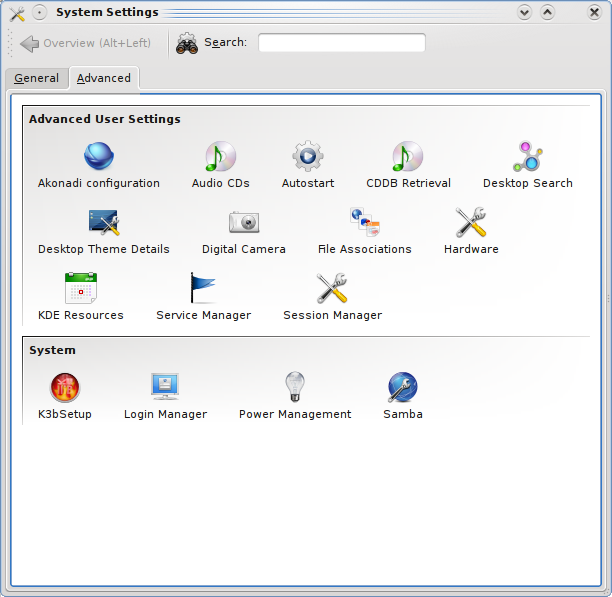 System Settings
Overview (Alt+Left) Search:
General Advanced
Advanced User Settings
Akonadi configuration Audio CDs Autostart CDDB Retrieval Desktop Search
Desktop Theme Details Digital Camera File Associations Hardware
KDE Resources Service Manager Session Manager
System
K3bSetup Login Manager Power Management Samba